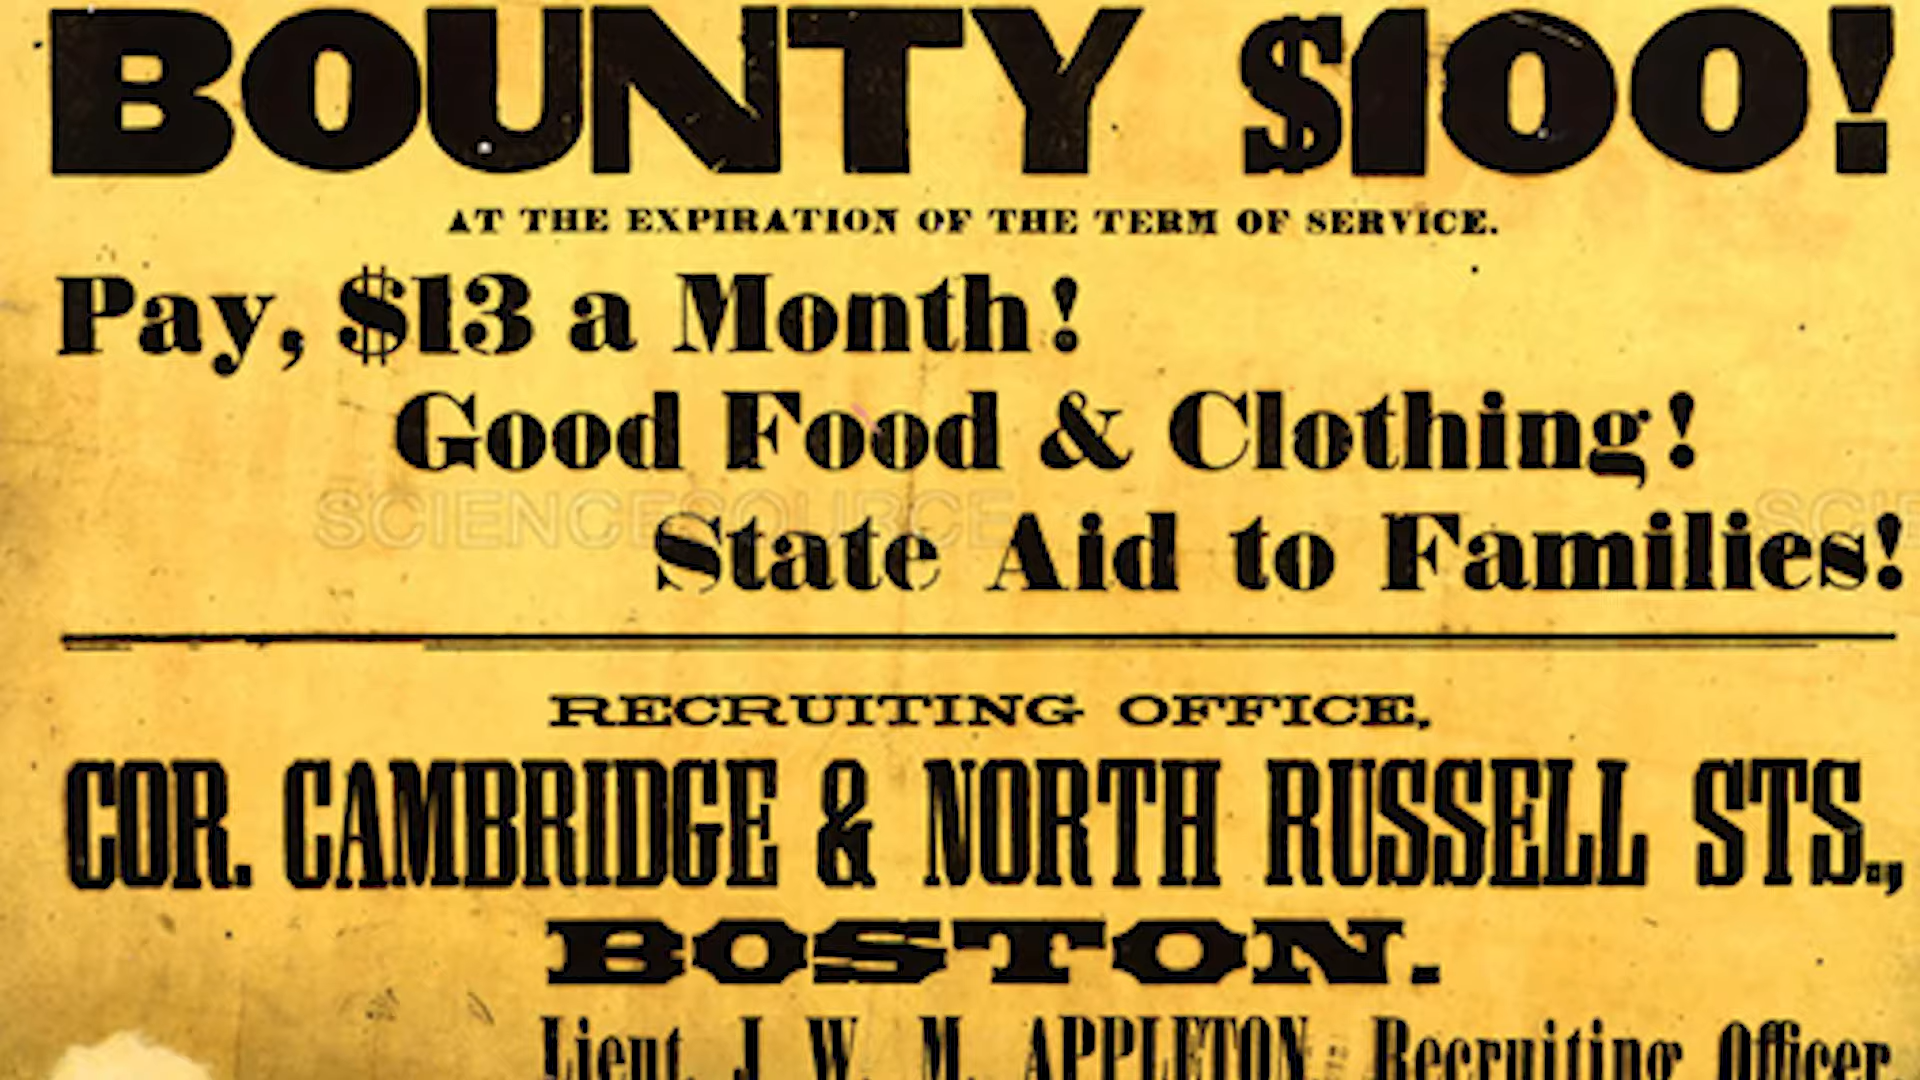 BOUNTY $100!
AT THE EXPIRATION OF THE TERM OF SERVICE.
Pay, $13 a Month!
Good Food & Clothing!
SCIENCESOURCE
State Aid to Families!
RECRUITING OFFICE,
COR. CAMBRIDGE & NORTH RUSSELL STS.,
BOSTON.
Lieut. J. W. M. APPLETON, Recruiting Officer.